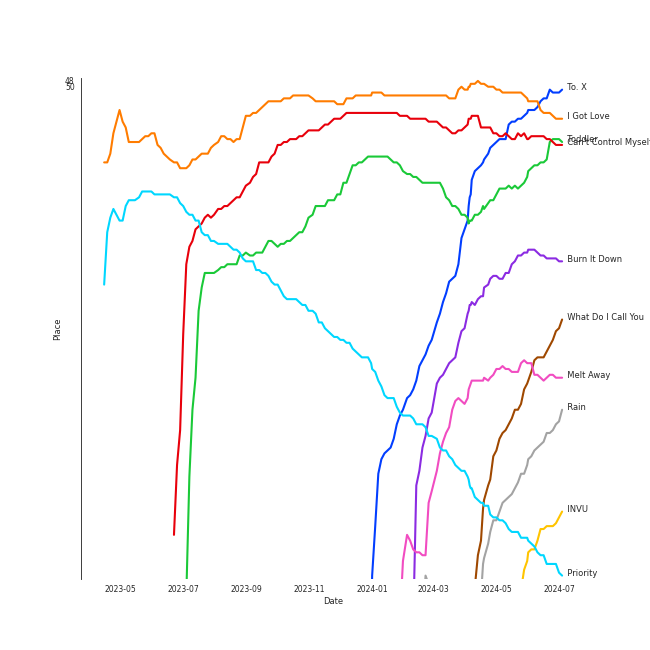 48
50
To. X
I Got Love
Toddler
Can't Control Mysel
Burn It Down
What Do I Call You
Melt Away
Rain
INVU
Priority
Place
2023-05 2023-07 2023-09 2023-11 2024-01 2024-03 2024-05 2024-07
Date